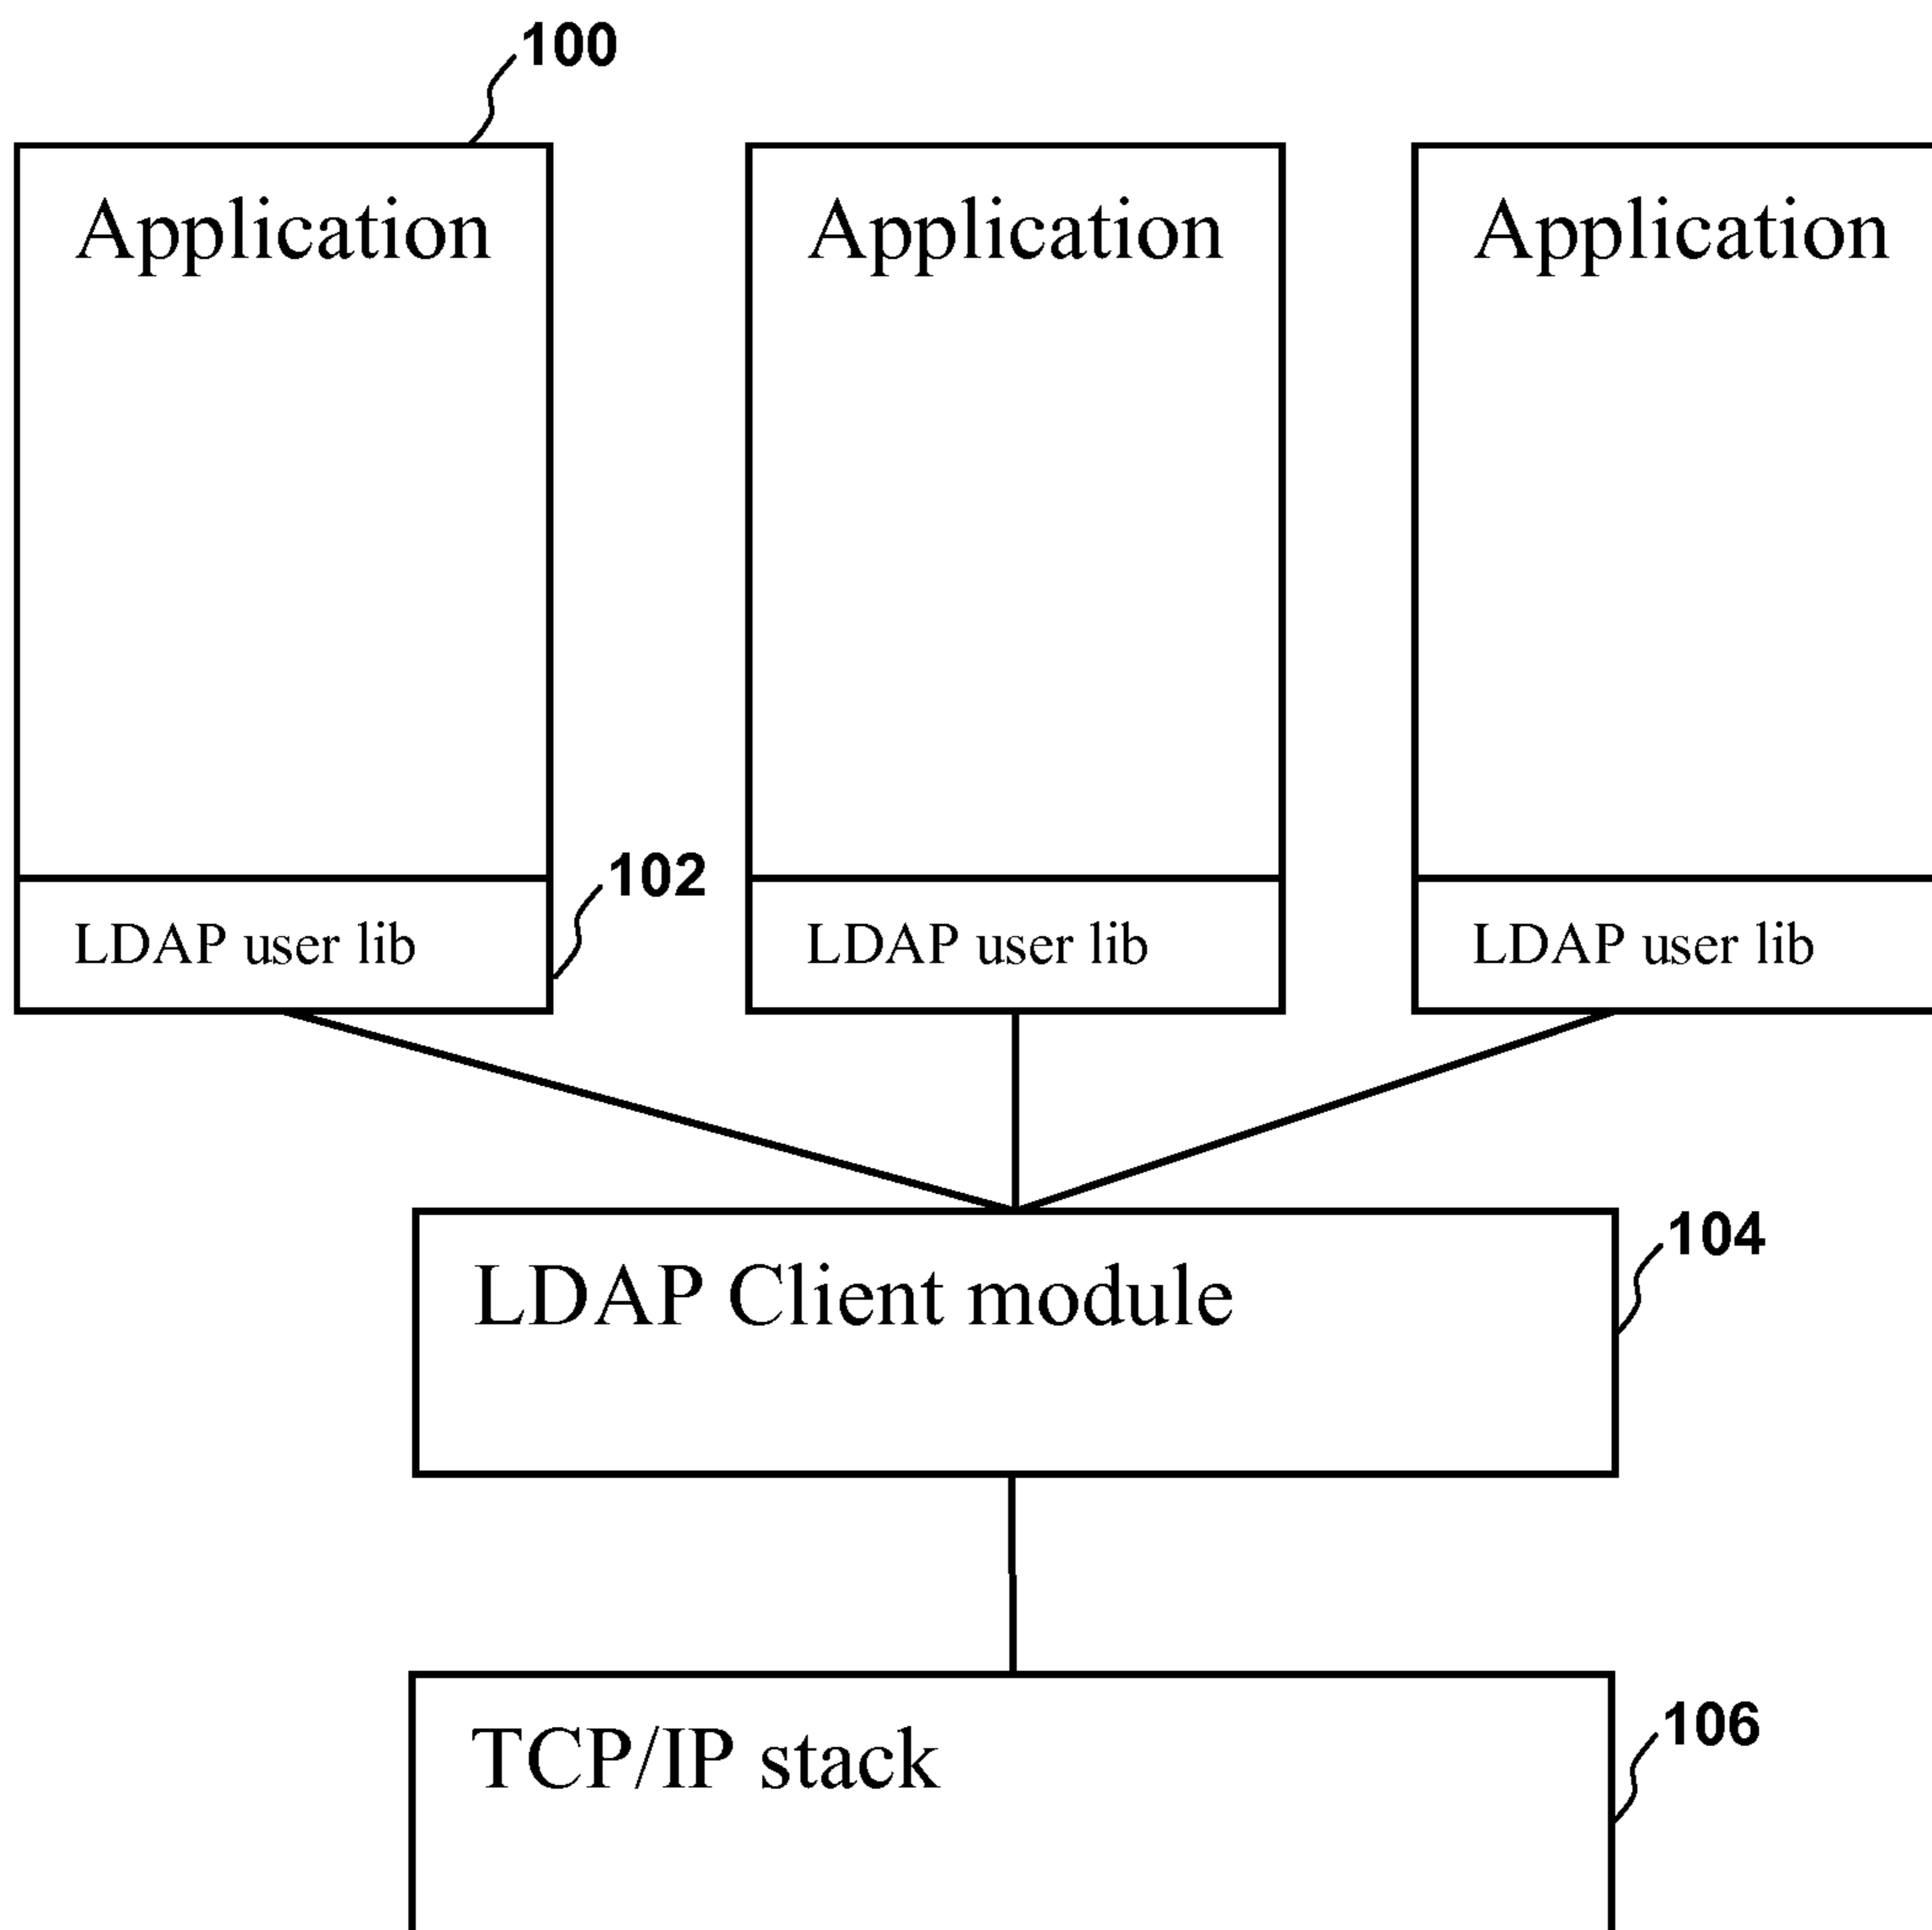 100
Application
Application
Application
102
LDAP user lib
LDAP user lib
LDAP user lib
104
LDAP Client module
106
TCP/IP stack